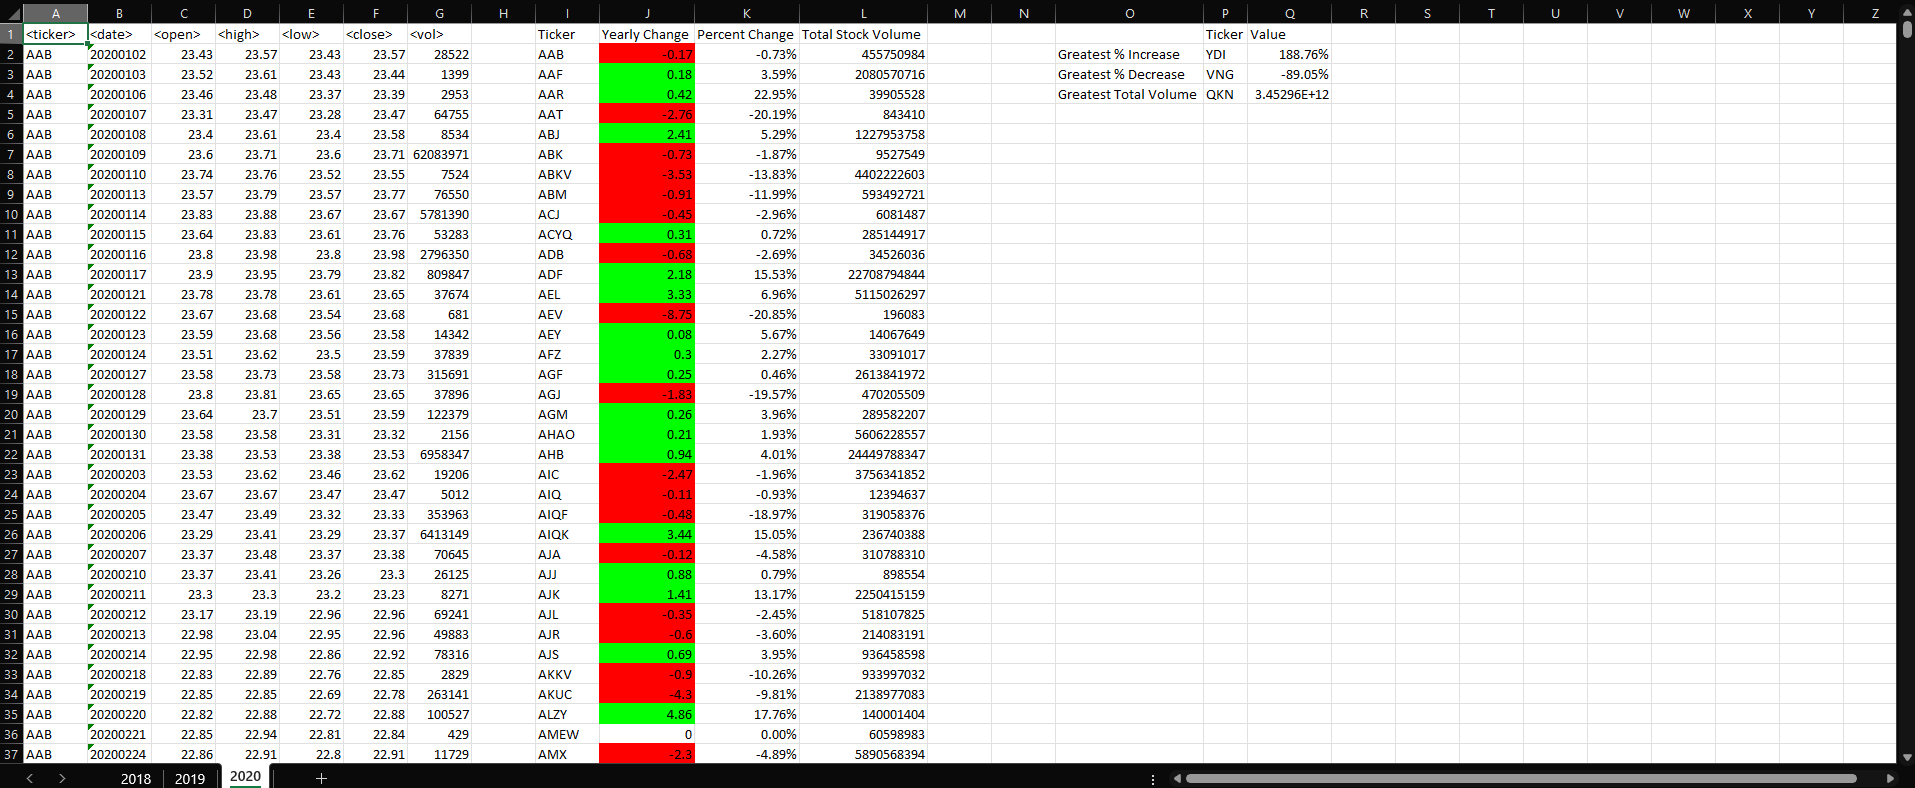 A B C D E F G H I J K L M N O P Q R S T U V W X Y Z
1 <ticker> <date> <open> <high> <low> <close> <vol> Ticker Yearly Change Percent Change Total Stock Volume Ticker Value
2 AAB 20200102 23.43 23.57 23.43 23.57 28522 AAB -0.17 -0.73% 455750984 Greatest % Increase YDI 188.76%
3 AAB 20200103 23.52 23.61 23.43 23.44 1399 AAF 0.18 3.59% 2080570716 Greatest % Decrease VNG -89.05%
4 AAB 20200106 23.46 23.48 23.37 23.39 2953 AAR 0.42 22.95% 39905528 Greatest Total Volume QKN 3.45296E+12
5 AAB 20200107 23.31 23.47 23.28 23.47 64755 AAT -2.76 -20.19% 843410
6 AAB 20200108 23.4 23.61 23.4 23.58 8534 ABJ 2.41 5.29% 1227953758
7 AAB 20200109 23.6 23.71 23.6 23.71 62083971 ABK -0.73 -1.87% 9527549
8 AAB 20200110 23.74 23.76 23.52 23.55 7524 ABKV -3.53 -13.83% 4402222603
9 AAB 20200113 23.57 23.79 23.57 23.77 76550 ABM -0.91 -11.99% 593492721
10 AAB 20200114 23.83 23.88 23.67 23.67 5781390 ACJ -0.45 -2.96% 6081487
11 AAB 20200115 23.64 23.83 23.61 23.76 53283 ACYQ 0.31 0.72% 285144917
12 AAB 20200116 23.8 23.98 23.8 23.98 2796350 ADB -0.68 -2.69% 34526036
13 AAB 20200117 23.9 23.95 23.79 23.82 809847 ADF 2.18 15.53% 22708794844
14 AAB 20200121 23.78 23.78 23.61 23.65 37674 AEL 3.33 6.96% 5115026297
15 AAB 20200122 23.67 23.68 23.54 23.68 681 AEV -8.75 -20.85% 196083
16 AAB 20200123 23.59 23.68 23.56 23.58 14342 AEY 0.08 5.67% 14067649
17 AAB 20200124 23.51 23.62 23.5 23.59 37839 AFZ 0.3 2.27% 33091017
18 AAB 20200127 23.58 23.73 23.58 23.73 315691 AGF 0.25 0.46% 2613841972
19 AAB 20200128 23.8 23.81 23.65 23.65 37896 AGJ -1.83 -19.57% 470205509
20 AAB 20200129 23.64 23.7 23.51 23.59 122379 AGM 0.26 3.96% 289582207
21 AAB 20200130 23.58 23.58 23.31 23.32 2156 AHAO 0.21 1.93% 5606228557
22 AAB 20200131 23.38 23.53 23.38 23.53 6958347 AHB 0.94 4.01% 24449788347
23 AAB 20200203 23.53 23.62 23.46 23.62 19206 AIC -2.47 -1.96% 3756341852
24 AAB 20200204 23.67 23.67 23.47 23.47 5012 AIQ -0.11 -0.93% 12394637
25 AAB 20200205 23.47 23.49 23.32 23.33 353963 AIQF -0.48 -18.97% 319058376
26 AAB 20200206 23.29 23.41 23.29 23.37 6413149 AIQK 3.44 15.05% 236740388
27 AAB 20200207 23.37 23.48 23.37 23.38 70645 AJA -0.12 -4.58% 310788310
28 AAB 20200210 23.37 23.41 23.26 23.3 26125 AJJ 0.88 0.79% 898554
29 AAB 20200211 23.3 23.3 23.2 23.23 8271 AJK 1.41 13.17% 2250415159
30 AAB 20200212 23.17 23.19 22.96 22.96 69241 AJL -0.35 -2.45% 518107825
31 AAB 20200213 22.98 23.04 22.95 22.96 49883 AJR -0.6 -3.60% 214083191
32 AAB 20200214 22.95 22.98 22.86 22.92 78316 AJS 0.69 3.95% 936458598
33 AAB 20200218 22.83 22.89 22.76 22.85 2829 AKKV -0.9 -10.26% 933997032
34 AAB 20200219 22.85 22.85 22.69 22.78 263141 AKUC -4.3 -9.81% 2138977083
35 AAB 20200220 22.82 22.88 22.72 22.88 100527 ALZY 4.86 17.76% 140001404
36 AAB 20200221 22.85 22.94 22.81 22.84 429 AMEW 0 0.00% 60598983
37 AAB 20200224 22.86 22.91 22.8 22.91 11729 AMX -2.3 -4.89% 5890568394
2018 2019 2020